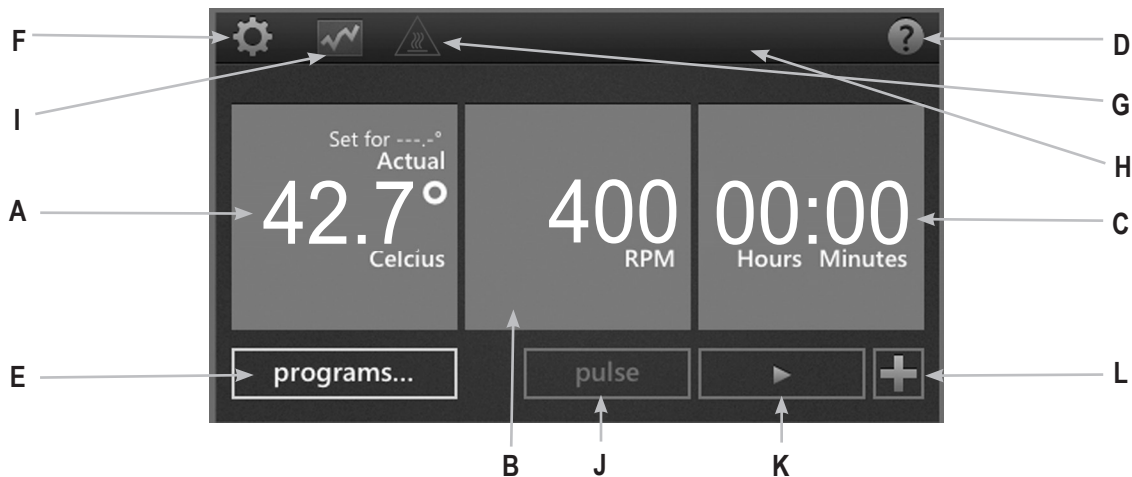 F
D
I
G
H
Set for ---.-°
Actual
A
42.7°
400
00:00
C
Celcius
RPM
Hours Minutes
E
programs...
pulse
L
B
J
K